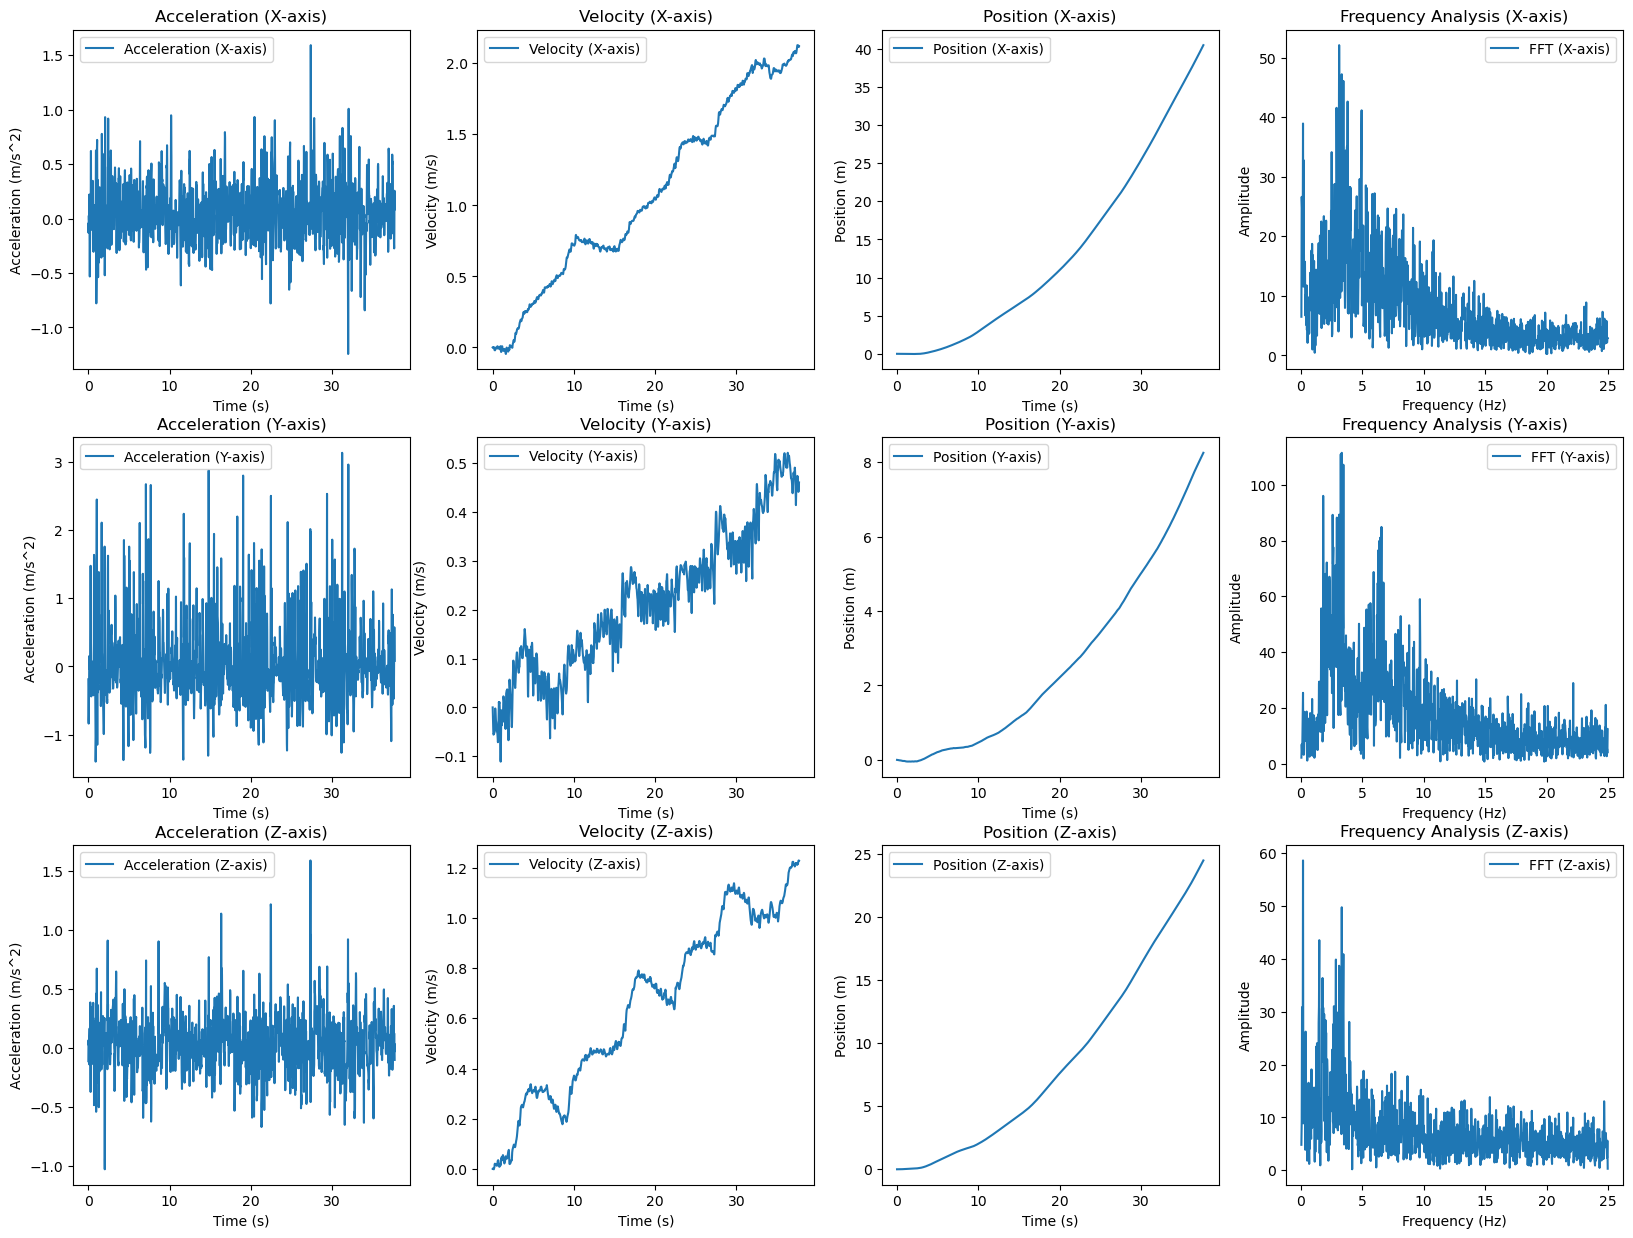 Acceleration (X-axis)
Acceleration (X-axis)
Acceleration (m/s^2)
1.5
1.0
0.5
0.0
−0.5
−1.0
0 10 20 30
Time (s)
Velocity (X-axis)
Velocity (X-axis)
Velocity (m/s)
2.0
1.5
1.0
0.5
0.0
0 10 20 30
Time (s)
Position (X-axis)
Position (X-axis)
Position (m)
40
35
30
25
20
15
10
5
0
0 10 20 30
Time (s)
Frequency Analysis (X-axis)
FFT (X-axis)
Amplitude
50
40
30
20
10
0
0 5 10 15 20 25
Frequency (Hz)
Acceleration (Y-axis)
Acceleration (Y-axis)
Acceleration (m/s^2)
3
2
1
0
−1
0 10 20 30
Time (s)
Velocity (Y-axis)
Velocity (Y-axis)
Velocity (m/s)
0.5
0.4
0.3
0.2
0.1
0.0
−0.1
0 10 20 30
Time (s)
Position (Y-axis)
Position (Y-axis)
Position (m)
8
6
4
2
0
0 10 20 30
Time (s)
Frequency Analysis (Y-axis)
FFT (Y-axis)
Amplitude
100
80
60
40
20
0
0 5 10 15 20 25
Frequency (Hz)
Acceleration (Z-axis)
Acceleration (Z-axis)
Acceleration (m/s^2)
1.5
1.0
0.5
0.0
−0.5
−1.0
0 10 20 30
Time (s)
Velocity (Z-axis)
Velocity (Z-axis)
Velocity (m/s)
1.2
1.0
0.8
0.6
0.4
0.2
0.0
0 10 20 30
Time (s)
Position (Z-axis)
Position (Z-axis)
Position (m)
25
20
15
10
5
0
0 10 20 30
Time (s)
Frequency Analysis (Z-axis)
FFT (Z-axis)
Amplitude
60
50
40
30
20
10
0
0 5 10 15 20 25
Frequency (Hz)